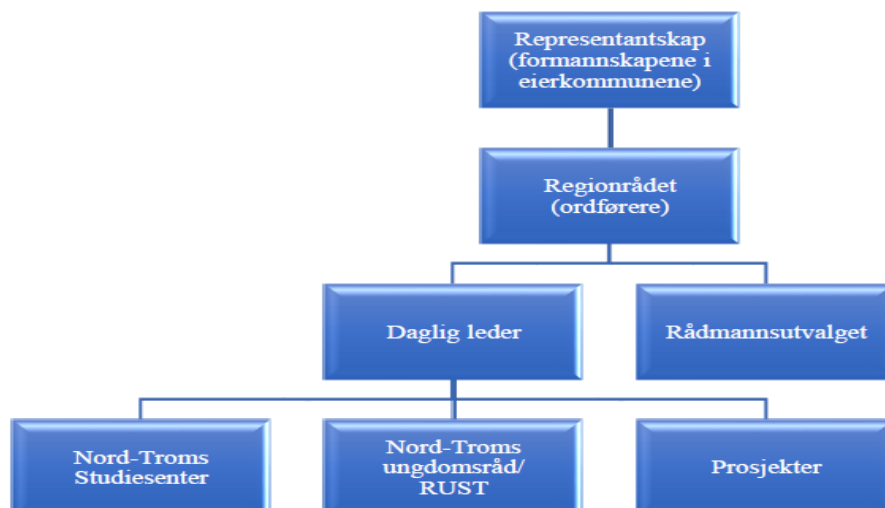 Representantskap
(formannskapene i
eierkommunene)
Regionrådet
(ordførere)
Daglig leder
Rådmannsutvalget
Nord-Troms
Studiesenter
Nord-Troms
ungdomsråd/
RUST
Prosjekter